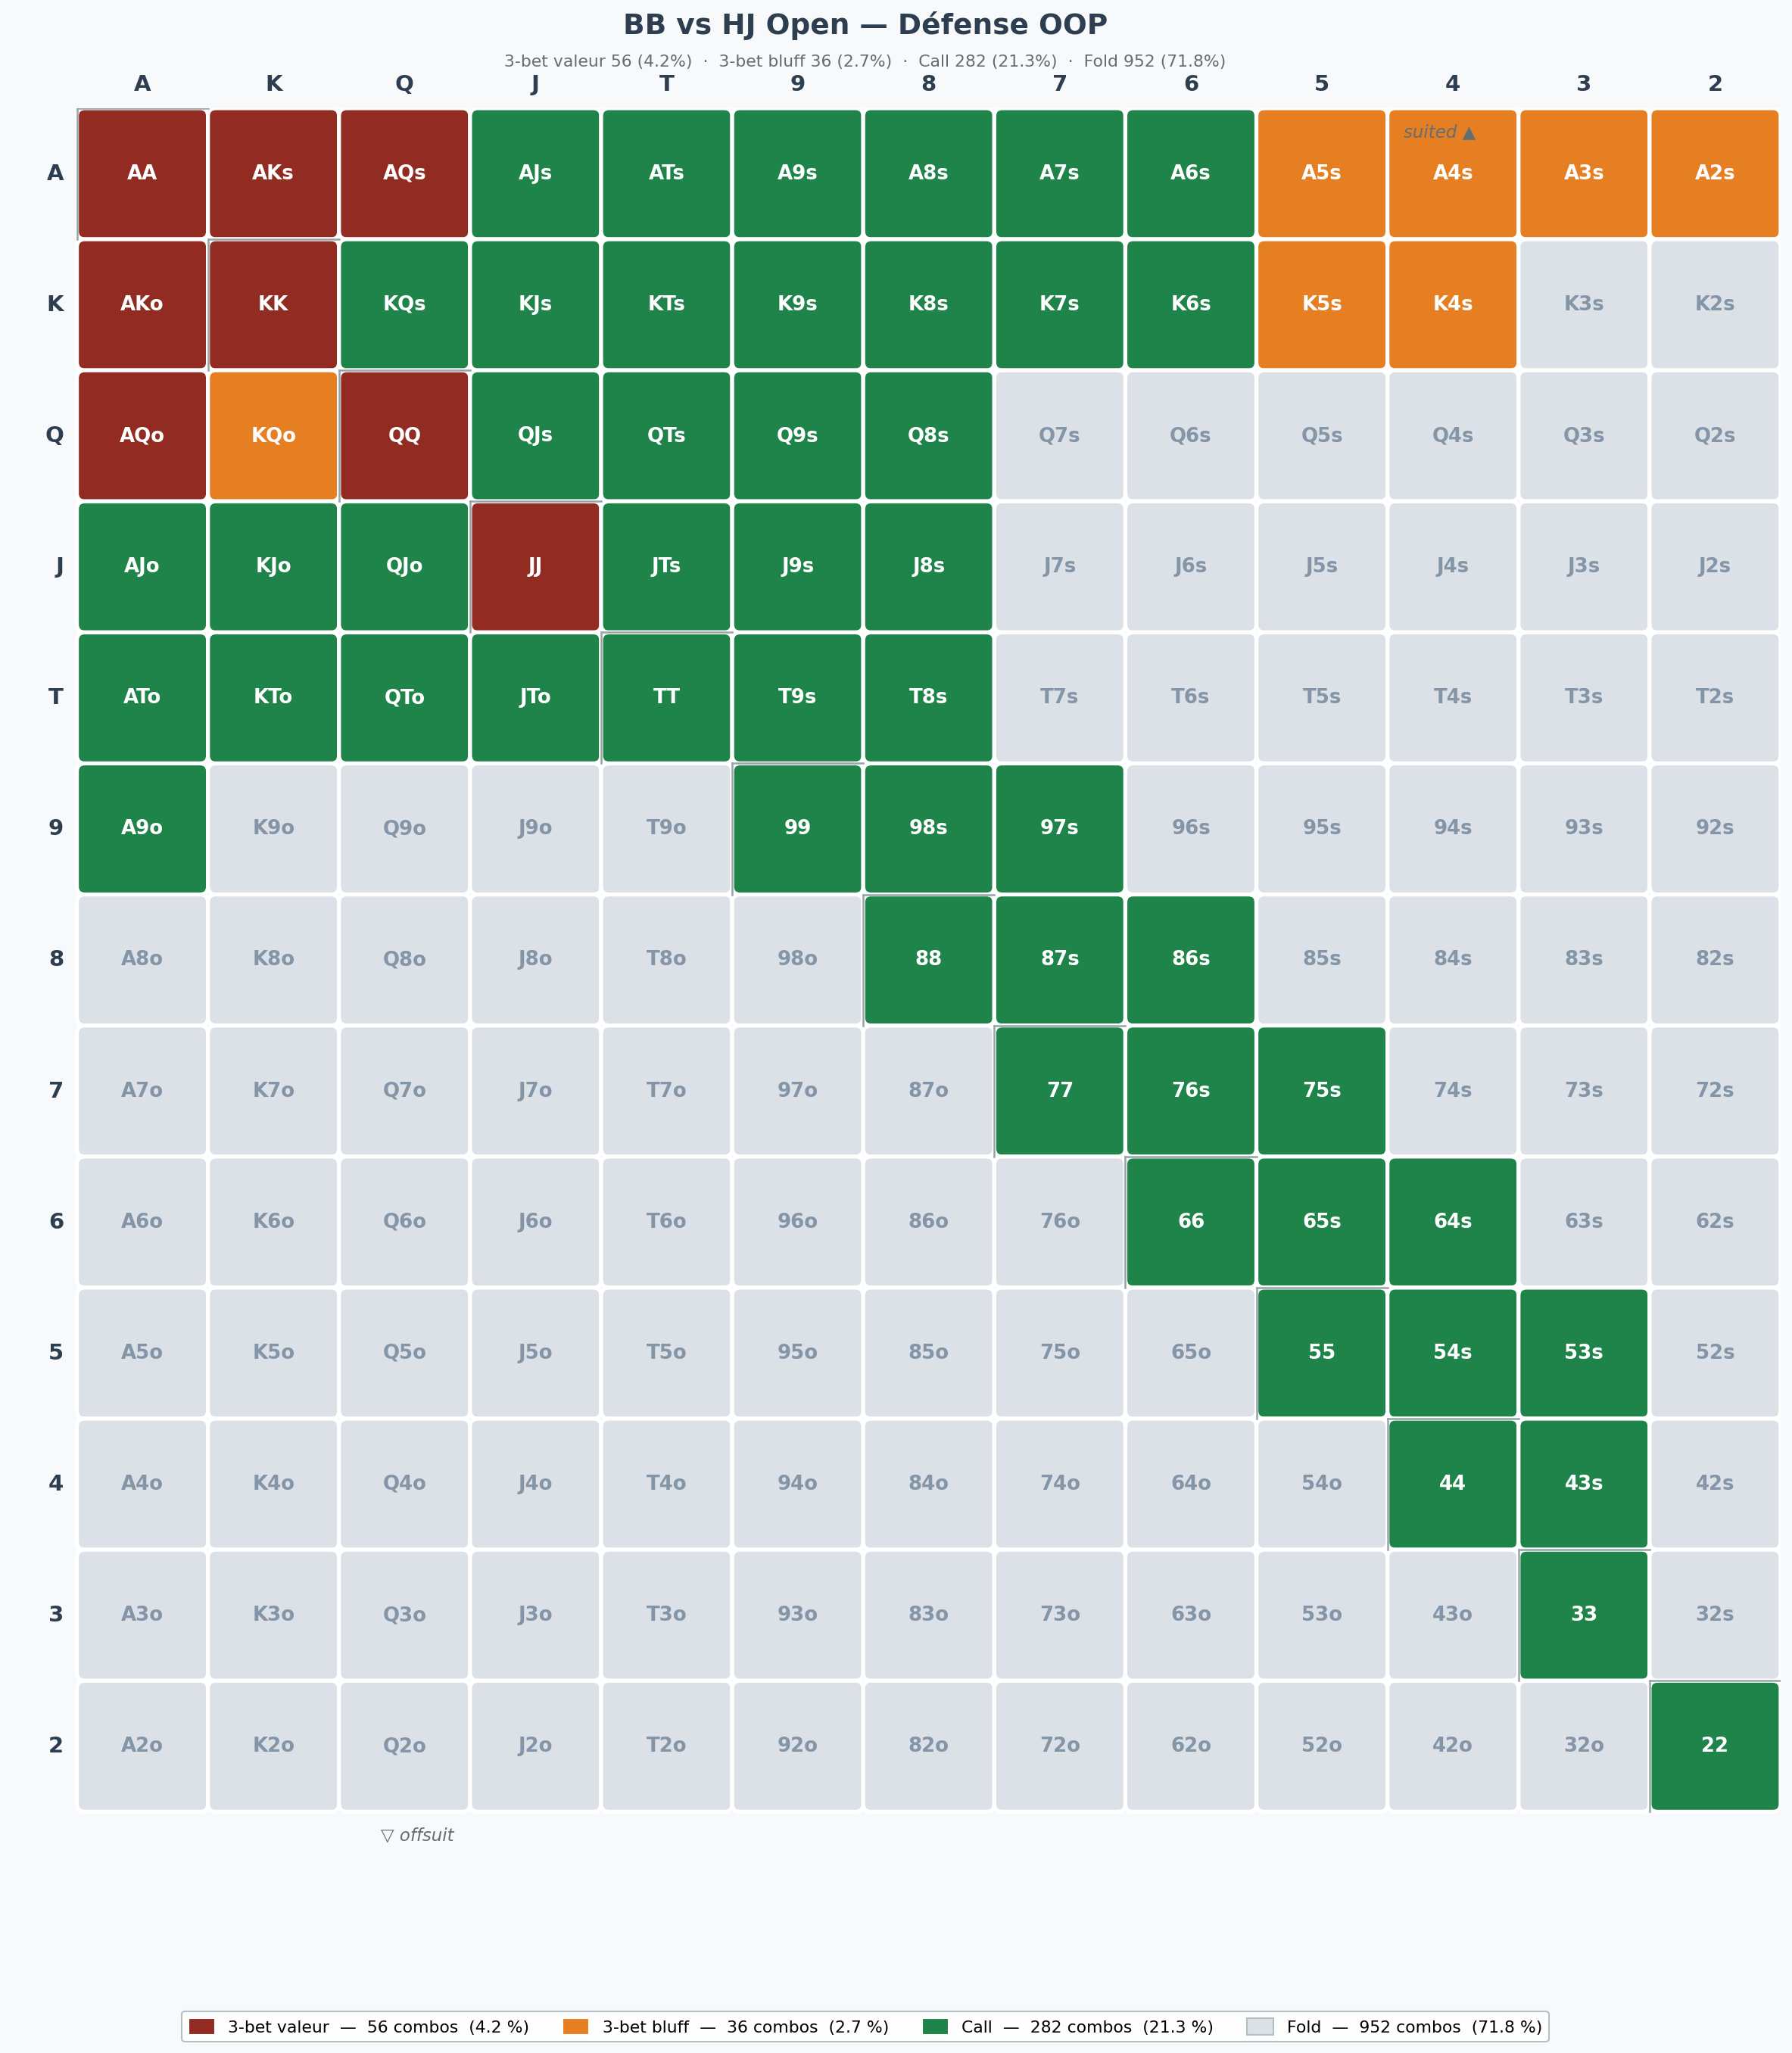 BB vs HJ Open — Défense OOP
3-bet valeur 56 (4.2%) · 3-bet bluff 36 (2.7%) · Call 282 (21.3%) · Fold 952 (71.8%)
A K Q J T 9 8 7 6 5 4 3 2
suited ▲
A AA AKs AQs AJs ATs A9s A8s A7s A6s A5s A4s A3s A2s
K AKo KK KQs KJs KTs K9s K8s K7s K6s K5s K4s K3s K2s
Q AQo KQo QQ QJs QTs Q9s Q8s Q7s Q6s Q5s Q4s Q3s Q2s
J AJo KJo QJo JJ JTs J9s J8s J7s J6s J5s J4s J3s J2s
T ATo KTo QTo JTo TT T9s T8s T7s T6s T5s T4s T3s T2s
9 A9o K9o Q9o J9o T9o 99 98s 97s 96s 95s 94s 93s 92s
8 A8o K8o Q8o J8o T8o 98o 88 87s 86s 85s 84s 83s 82s
7 A7o K7o Q7o J7o T7o 97o 87o 77 76s 75s 74s 73s 72s
6 A6o K6o Q6o J6o T6o 96o 86o 76o 66 65s 64s 63s 62s
5 A5o K5o Q5o J5o T5o 95o 85o 75o 65o 55 54s 53s 52s
4 A4o K4o Q4o J4o T4o 94o 84o 74o 64o 54o 44 43s 42s
3 A3o K3o Q3o J3o T3o 93o 83o 73o 63o 53o 43o 33 32s
2 A2o K2o Q2o J2o T2o 92o 82o 72o 62o 52o 42o 32o 22
▽ offsuit
3-bet valeur — 56 combos (4.2 %) 3-bet bluff — 36 combos (2.7 %) Call — 282 combos (21.3 %) Fold — 952 combos (71.8 %)